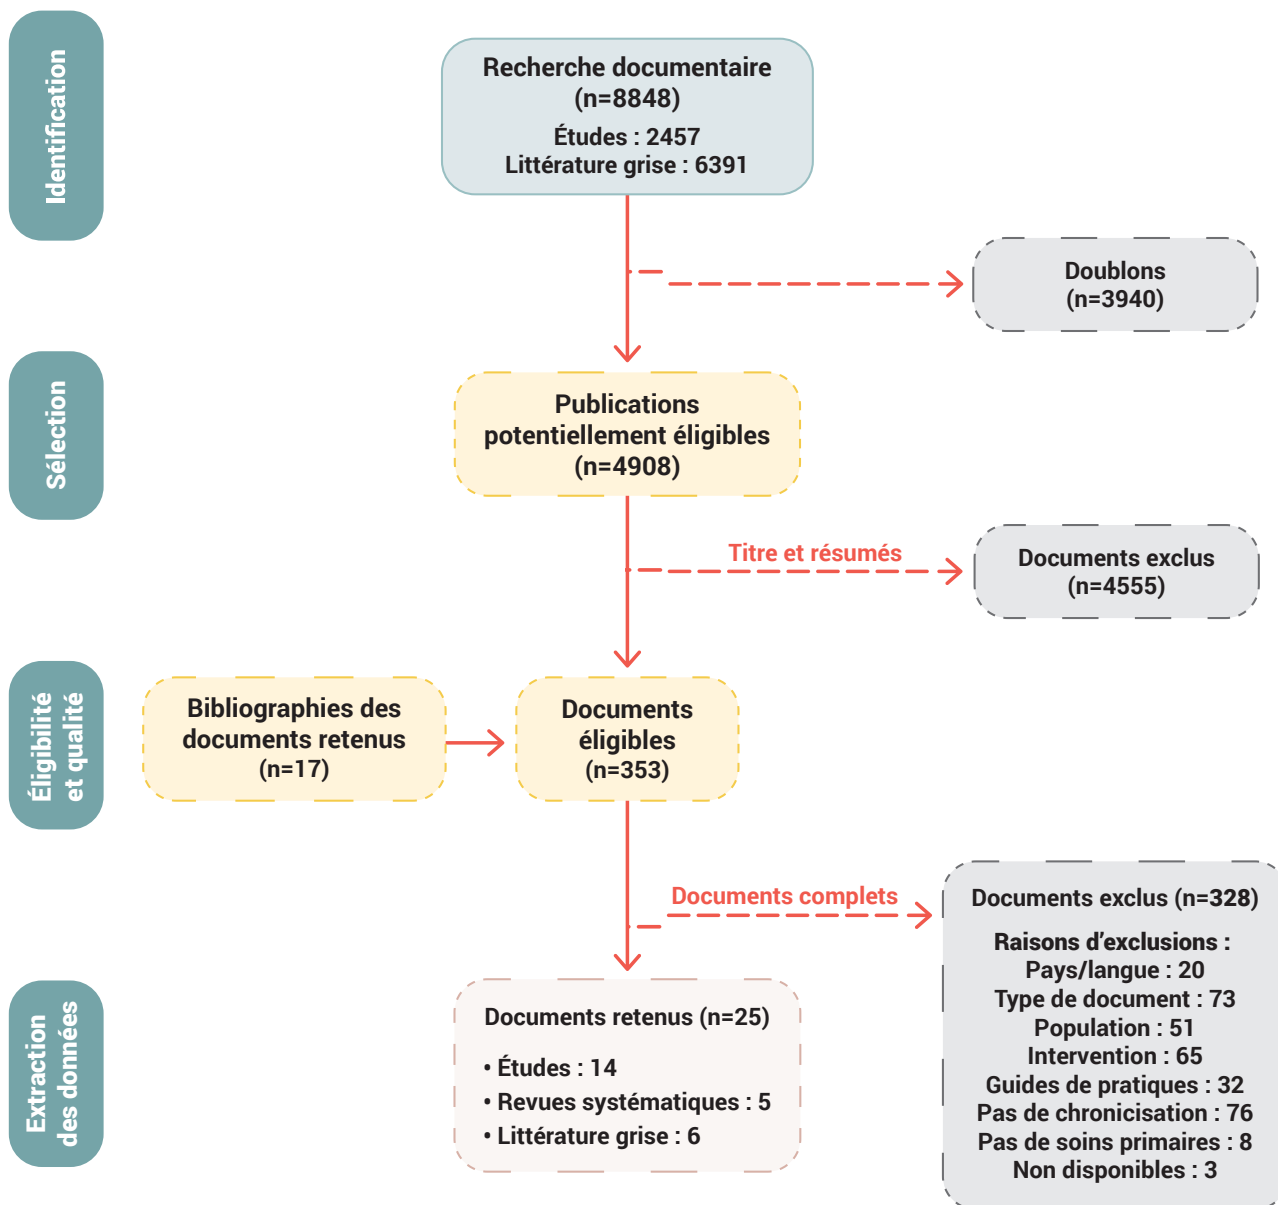 Identification
Recherche documentaire
(n=8848)
Études : 2457
Littérature grise : 6391
Doublons
(n=3940)
Sélection
Publications
potentiellement éligibles
(n=4908)
Titre et résumés
Documents exclus
(n=4555)
Éligibilité
et qualité
Bibliographies des
documents retenus
(n=17)
Documents
éligibles
(n=353)
Documents complets
Documents exclus (n=328)
Raisons d’exclusions :
Pays/langue : 20
Type de document : 73
Population : 51
Intervention : 65
Guides de pratiques : 32
Pas de chronicisation : 76
Pas de soins primaires : 8
Non disponibles : 3
Extraction
des données
Documents retenus (n=25)
• Études : 14
• Revues systématiques : 5
• Littérature grise : 6